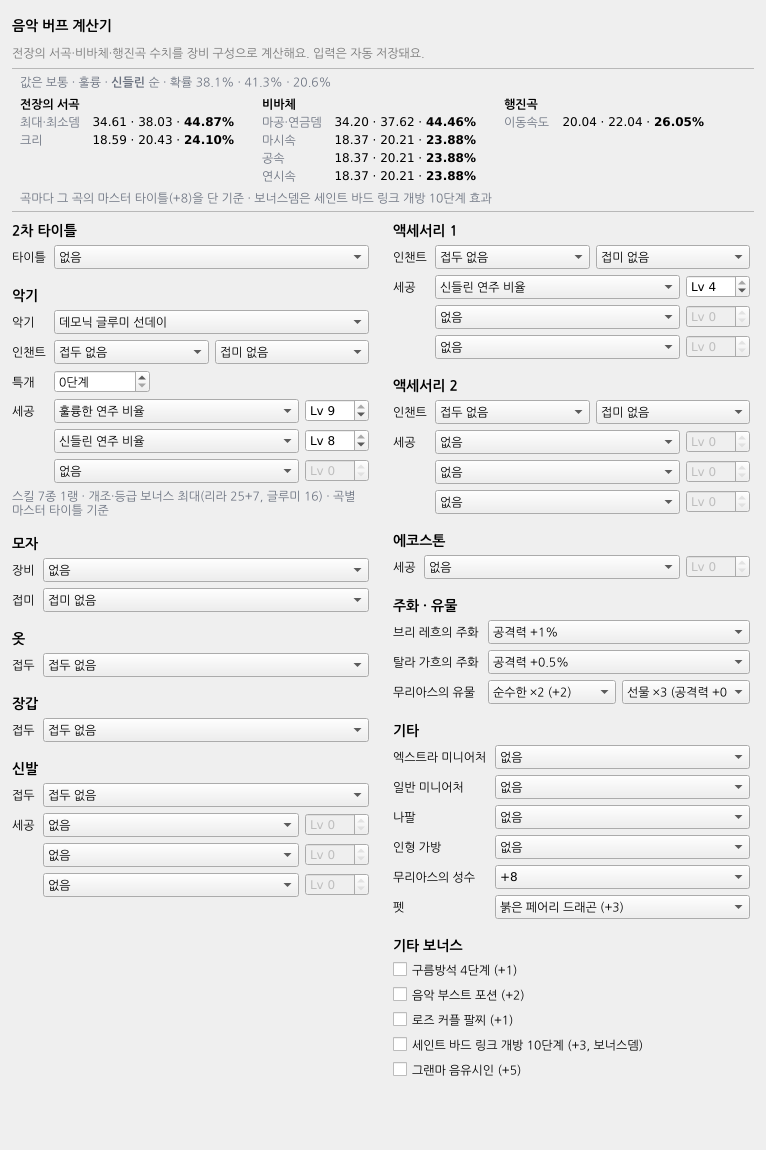 음악 버프 계산기
전장의 서곡·비바체·행진곡 수치를 장비 구성으로 계산해요. 입력은 자동 저장돼요.
값은 보통 · 훌륭 · 신들린 순 · 확률 38.1% · 41.3% · 20.6%
전장의 서곡
최대·최소뎀 34.61 · 38.03 · 44.87%
크리 18.59 · 20.43 · 24.10%
비바체
마공·연금뎀 34.20 · 37.62 · 44.46%
마시속 18.37 · 20.21 · 23.88%
공속 18.37 · 20.21 · 23.88%
연시속 18.37 · 20.21 · 23.88%
행진곡
이동속도 20.04 · 22.04 · 26.05%
곡마다 그 곡의 마스터 타이틀(+8)을 단 기준 · 보너스뎀은 세인트 바드 링크 개방 10단계 효과
2차 타이틀
타이틀 없음
악기
악기 데모닉 글루미 선데이
인챈트 접두 없음 접미 없음
특개 0단계
세공 훌륭한 연주 비율 Lv 9
신들린 연주 비율 Lv 8
없음 Lv 0
스킬 7종 1랭 · 개조·등급 보너스 최대(리라 25+7, 글루미 16) · 곡별
마스터 타이틀 기준
모자
장비 없음
접미 접미 없음
옷
접두 접두 없음
장갑
접두 접두 없음
신발
접두 접두 없음
세공 없음 Lv 0
없음 Lv 0
없음 Lv 0
액세서리 1
인챈트 접두 없음 접미 없음
세공 신들린 연주 비율 Lv 4
없음 Lv 0
없음 Lv 0
액세서리 2
인챈트 접두 없음 접미 없음
세공 없음 Lv 0
없음 Lv 0
없음 Lv 0
에코스톤
세공 없음 Lv 0
주화 · 유물
브리 레흐의 주화 공격력 +1%
탈라 가흐의 주화 공격력 +0.5%
무리아스의 유물 순수한 ×2 (+2) 선물 ×3 (공격력 +0
기타
엑스트라 미니어처 없음
일반 미니어처 없음
나팔 없음
인형 가방 없음
무리아스의 성수 +8
펫 붉은 페어리 드래곤 (+3)
기타 보너스
구름방석 4단계 (+1)
음악 부스트 포션 (+2)
로즈 커플 팔찌 (+1)
세인트 바드 링크 개방 10단계 (+3, 보너스뎀)
그랜마 음유시인 (+5)